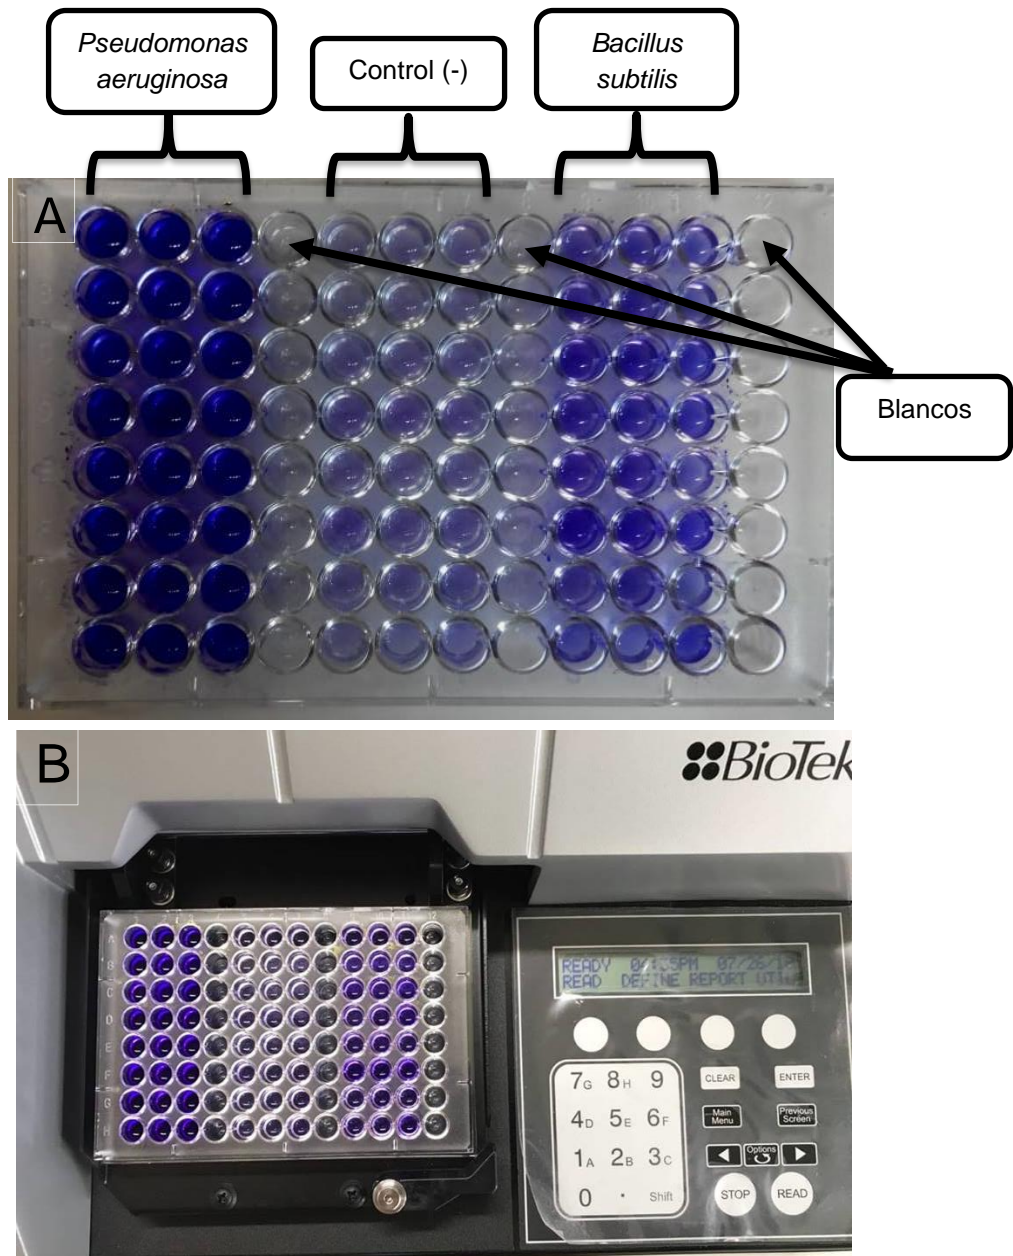 Pseudomonas
aeruginosa
Control (-)
Bacillus
subtilis
A
Blancos
B
BioTek
READY
READ DEFINE REPORT
7G 8H 9
CLEAR
ENTER
4D 5E 6F
Main
Menu
Previous
Screen
1A 2B 3C
Options
0 . Shift
STOP
READ
A
B
C
D
E
F
G
H
12